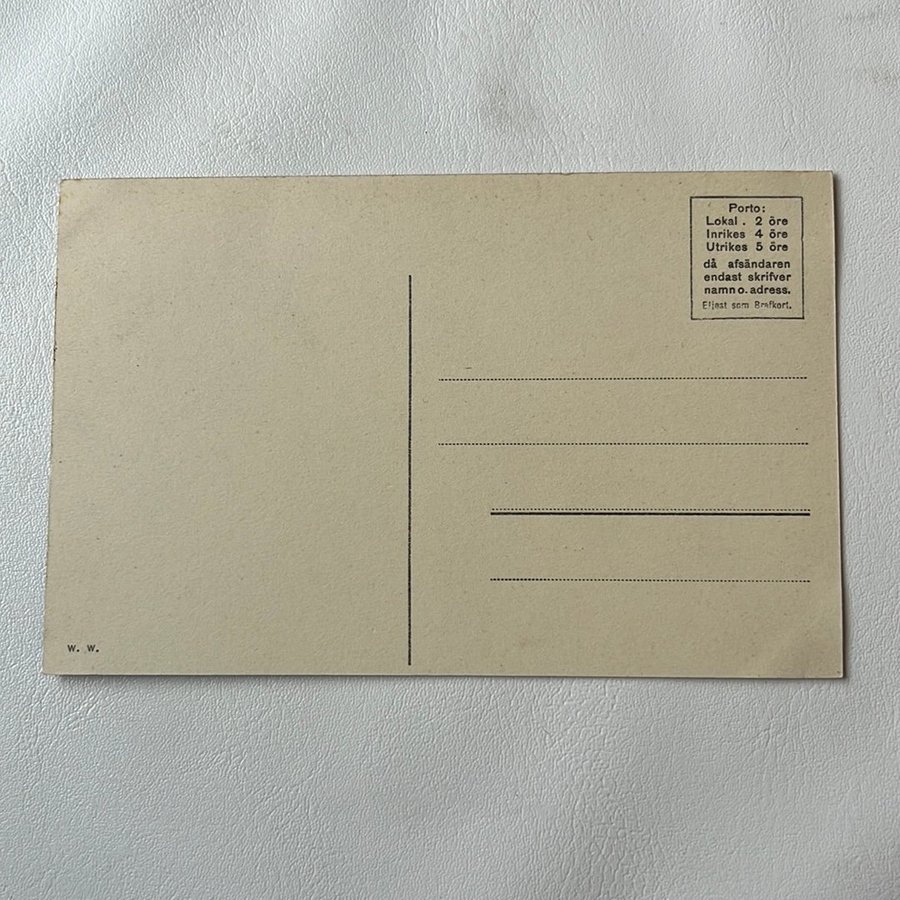 Porto:
Lokal . 2 öre
Inrikes 4 öre
Utrikes 5 öre
då afsändaren
endast skrifver
namn o. adress.
Eljest som Brefkort.
W. W.